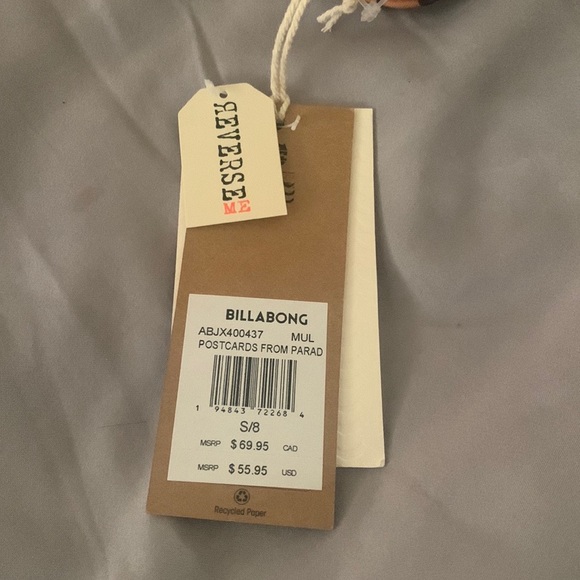 REVERSE
ME
BILLABONG
ABJX400437 MUL
POSTCARDS FROM PARAD
1 94843 72268 4
S/8
MSRP $69.95 CAD
MSRP $55.95 USD
Recycled Paper